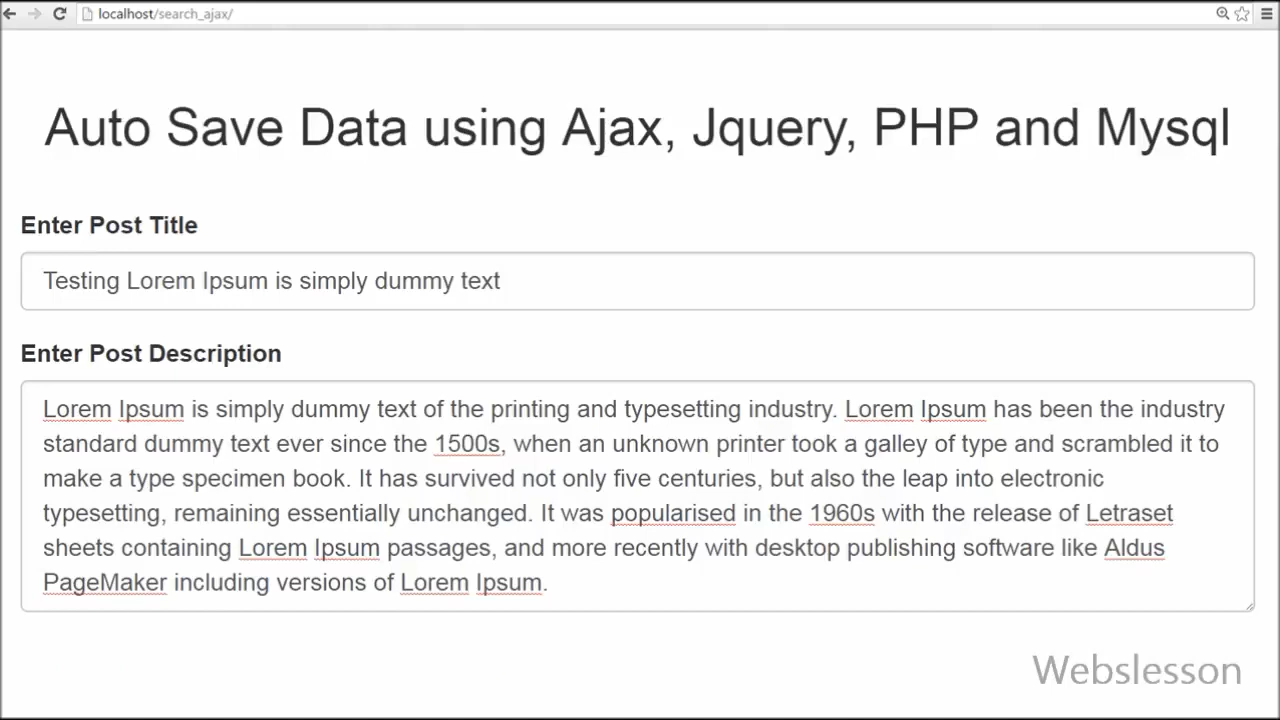 localhost/search_ajax/
Auto Save Data using Ajax, Jquery, PHP and Mysql
Enter Post Title
Testing Lorem Ipsum is simply dummy text
Enter Post Description
Lorem Ipsum is simply dummy text of the printing and typesetting industry. Lorem Ipsum has been the industry
standard dummy text ever since the 1500s, when an unknown printer took a galley of type and scrambled it to
make a type specimen book. It has survived not only five centuries, but also the leap into electronic
typesetting, remaining essentially unchanged. It was popularised in the 1960s with the release of Letraset
sheets containing Lorem Ipsum passages, and more recently with desktop publishing software like Aldus
PageMaker including versions of Lorem Ipsum.
Webslesson